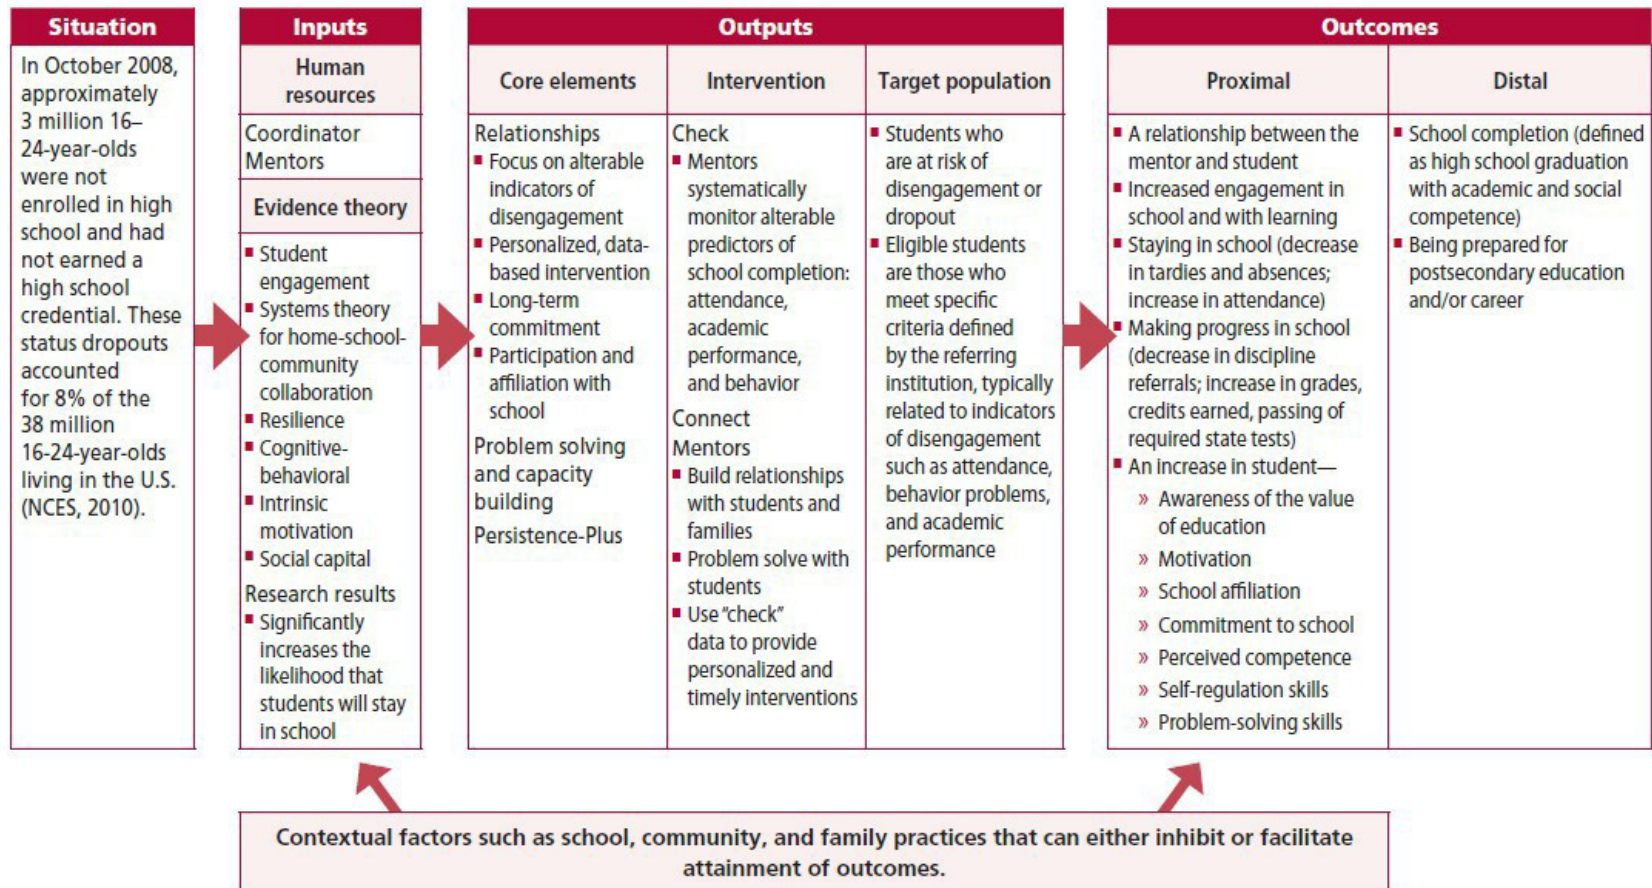 Situation
In October 2008,
approximately
3 million 16–
24-year-olds
were not
enrolled in high
school and had
not earned a
high school
credential. These
status dropouts
accounted
for 8% of the
38 million
16-24-year-olds
living in the U.S.
(NCES, 2010).
Inputs
Human
resources
Coordinator
Mentors
Evidence theory
■ Student
engagement
■ Systems theory
for home-school-
community
collaboration
■ Resilience
■ Cognitive-
behavioral
■ Intrinsic
motivation
■ Social capital
Research results
■ Significantly
increases the
likelihood that
students will stay
in school
Outputs
Core elements
Relationships
■ Focus on alterable
indicators of
disengagement
■ Personalized, data-
based intervention
■ Long-term
commitment
■ Participation and
affiliation with
school
Problem solving
and capacity
building
Persistence-Plus
Intervention
Check
■ Mentors
systematically
monitor alterable
predictors of
school completion:
attendance,
academic
performance,
and behavior
Connect
Mentors
■ Build relationships
with students and
families
■ Problem solve with
students
■ Use “check”
data to provide
personalized and
timely interventions
Target population
■ Students who
are at risk of
disengagement or
dropout
■ Eligible students
are those who
meet specific
criteria defined
by the referring
institution, typically
related to indicators
of disengagement
such as attendance,
behavior problems,
and academic
performance
Outcomes
Proximal
■ A relationship between the
mentor and student
■ Increased engagement in
school and with learning
■ Staying in school (decrease
in tardies and absences;
increase in attendance)
■ Making progress in school
(decrease in discipline
referrals; increase in grades,
credits earned, passing of
required state tests)
■ An increase in student—
» Awareness of the value
of education
» Motivation
» School affiliation
» Commitment to school
» Perceived competence
» Self-regulation skills
» Problem-solving skills
Distal
■ School completion (defined
as high school graduation
with academic and social
competence)
■ Being prepared for
postsecondary education
and/or career
Contextual factors such as school, community, and family practices that can either inhibit or facilitate
attainment of outcomes.